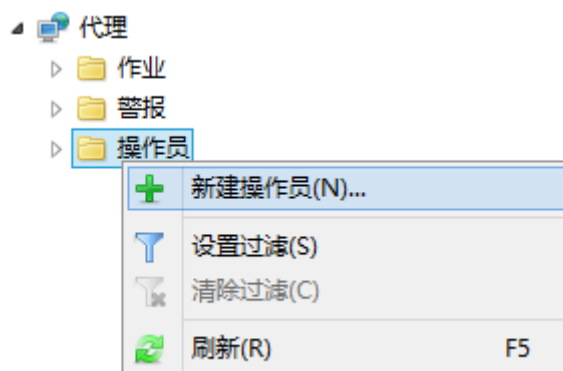 代理
作业
警报
操作员
新建操作员(N)...
设置过滤(S)
清除过滤(C)
刷新(R) F5